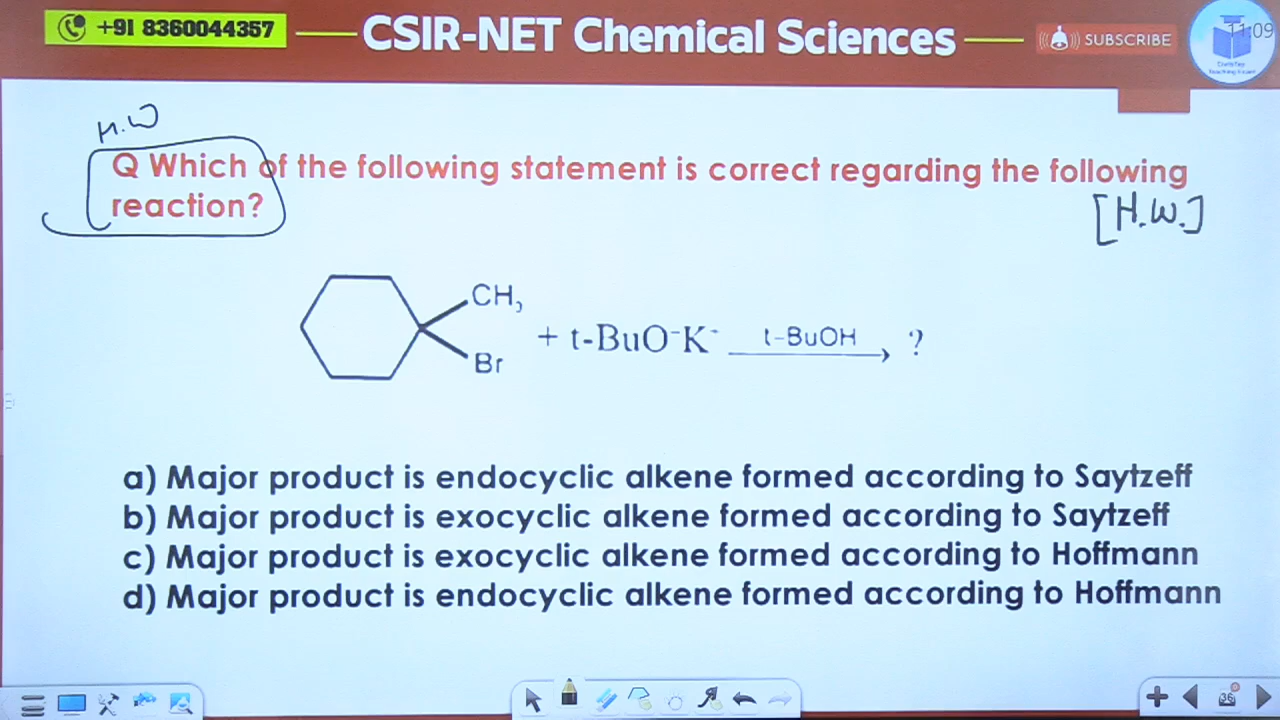 +91 8360044357
CSIR-NET Chemical Sciences
SUBSCRIBE
11:09
H.W
Q Which of the following statement is correct regarding the following
reaction?
[H.W.]
CH3
Br
+ t-BuO⁻K⁺ t-BuOH ?
a) Major product is endocyclic alkene formed according to Saytzeff
b) Major product is exocyclic alkene formed according to Saytzeff
c) Major product is exocyclic alkene formed according to Hoffmann
d) Major product is endocyclic alkene formed according to Hoffmann
36